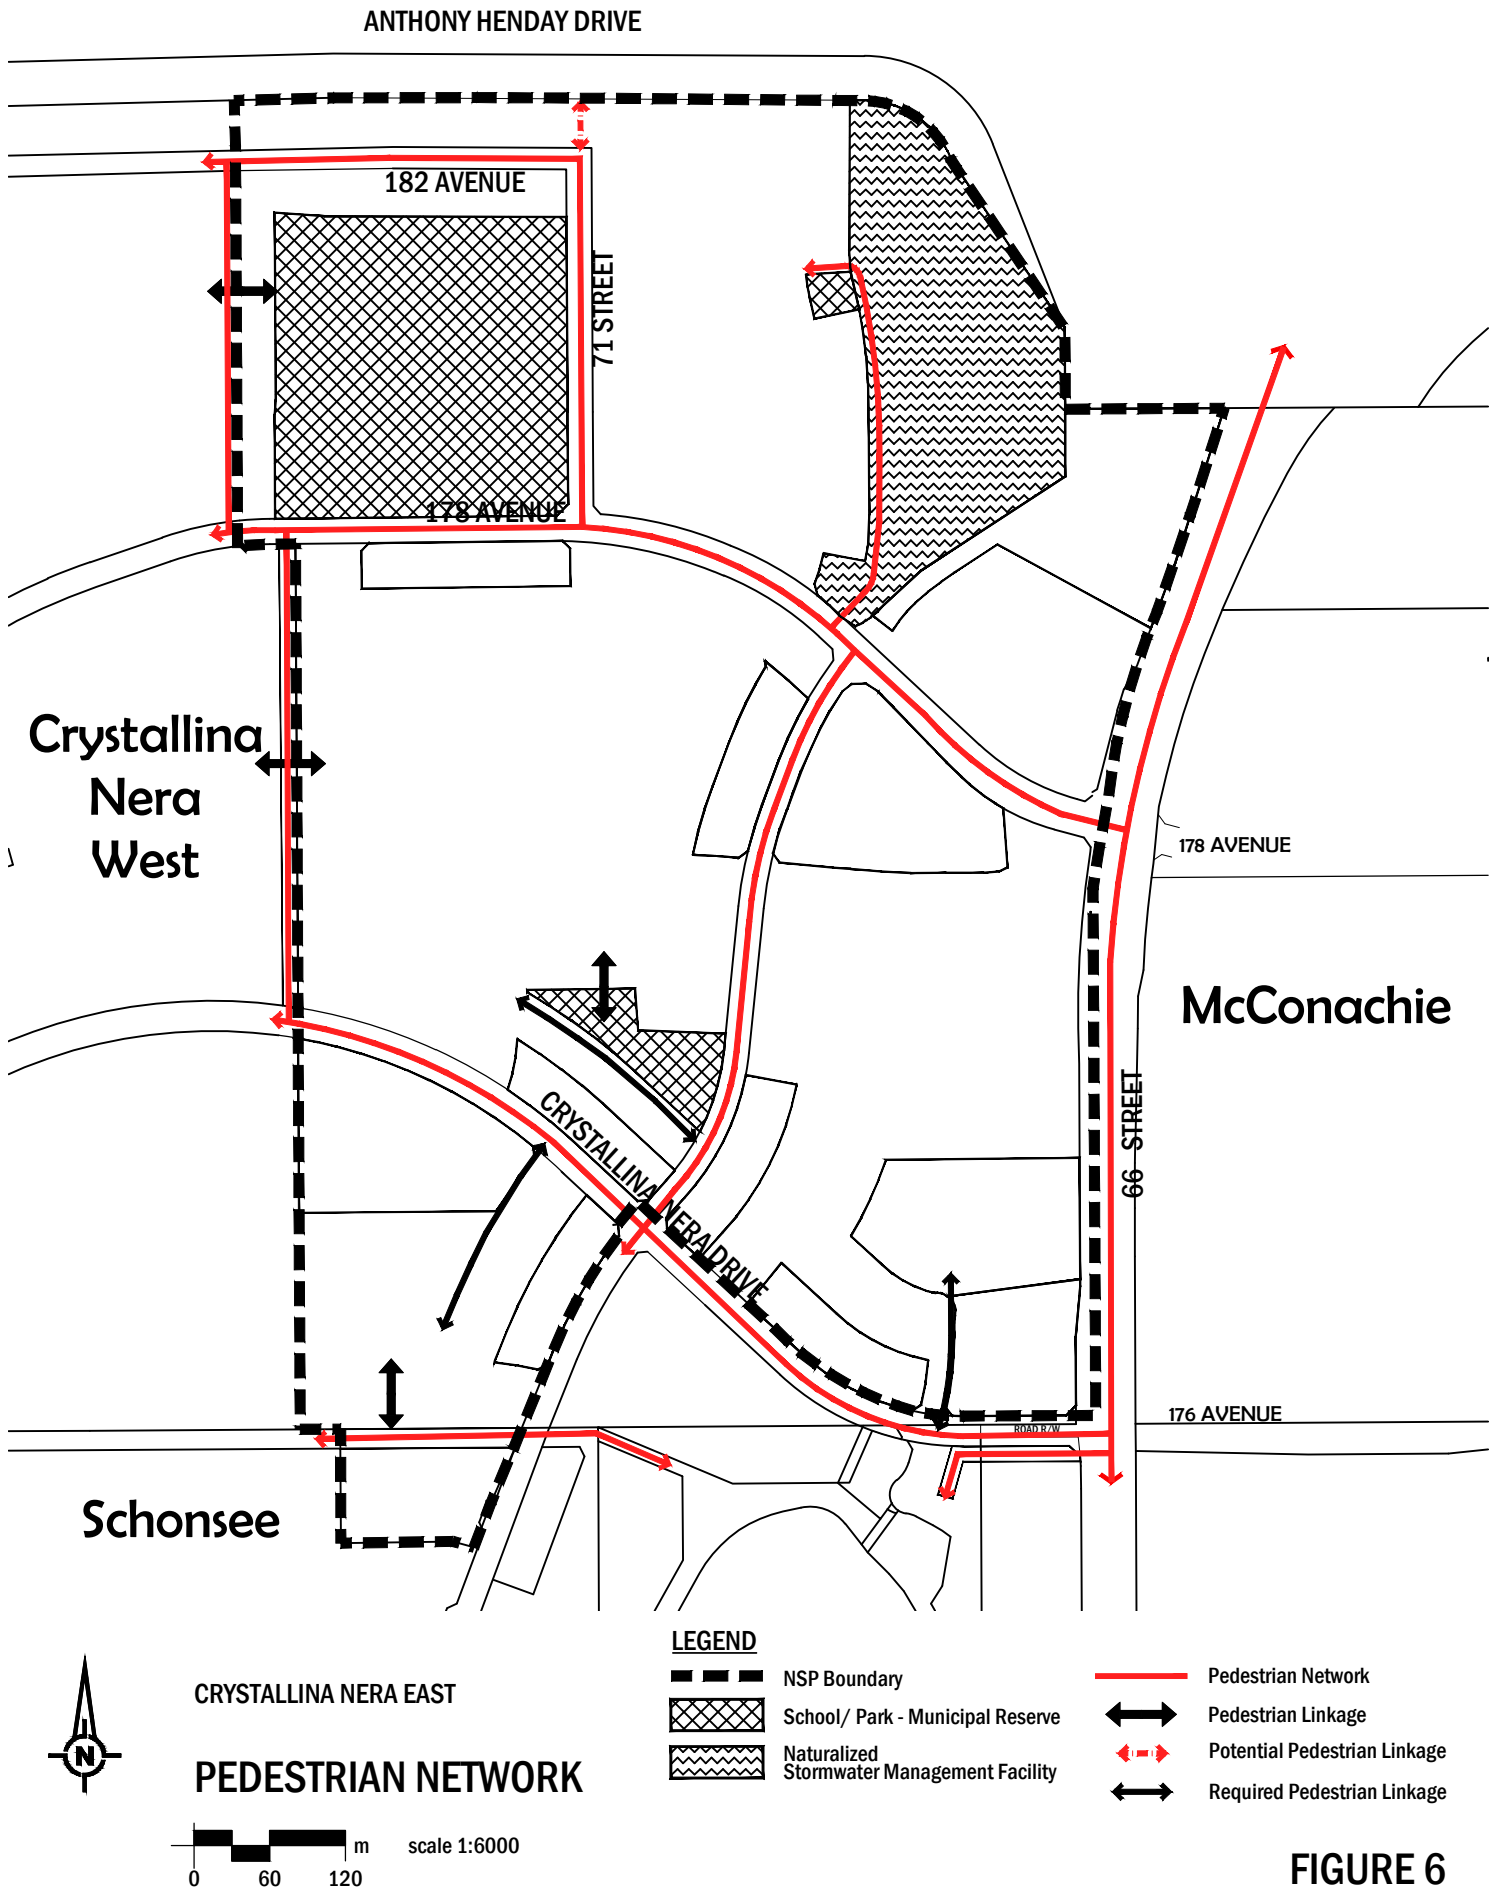 ANTHONY HENDAY DRIVE
182 AVENUE
71 STREET
178 AVENUE
Crystallina
Nera
West
178 AVENUE
McConachie
CRYSTALLINA NERA DRIVE
66 STREET
176 AVENUE
ROAD R/W
Schonsee
LEGEND
NSP Boundary
School/ Park - Municipal Reserve
Naturalized
Stormwater Management Facility
Pedestrian Network
Pedestrian Linkage
Potential Pedestrian Linkage
Required Pedestrian Linkage
N
CRYSTALLINA NERA EAST
PEDESTRIAN NETWORK
m scale 1:6000
0 60 120
FIGURE 6